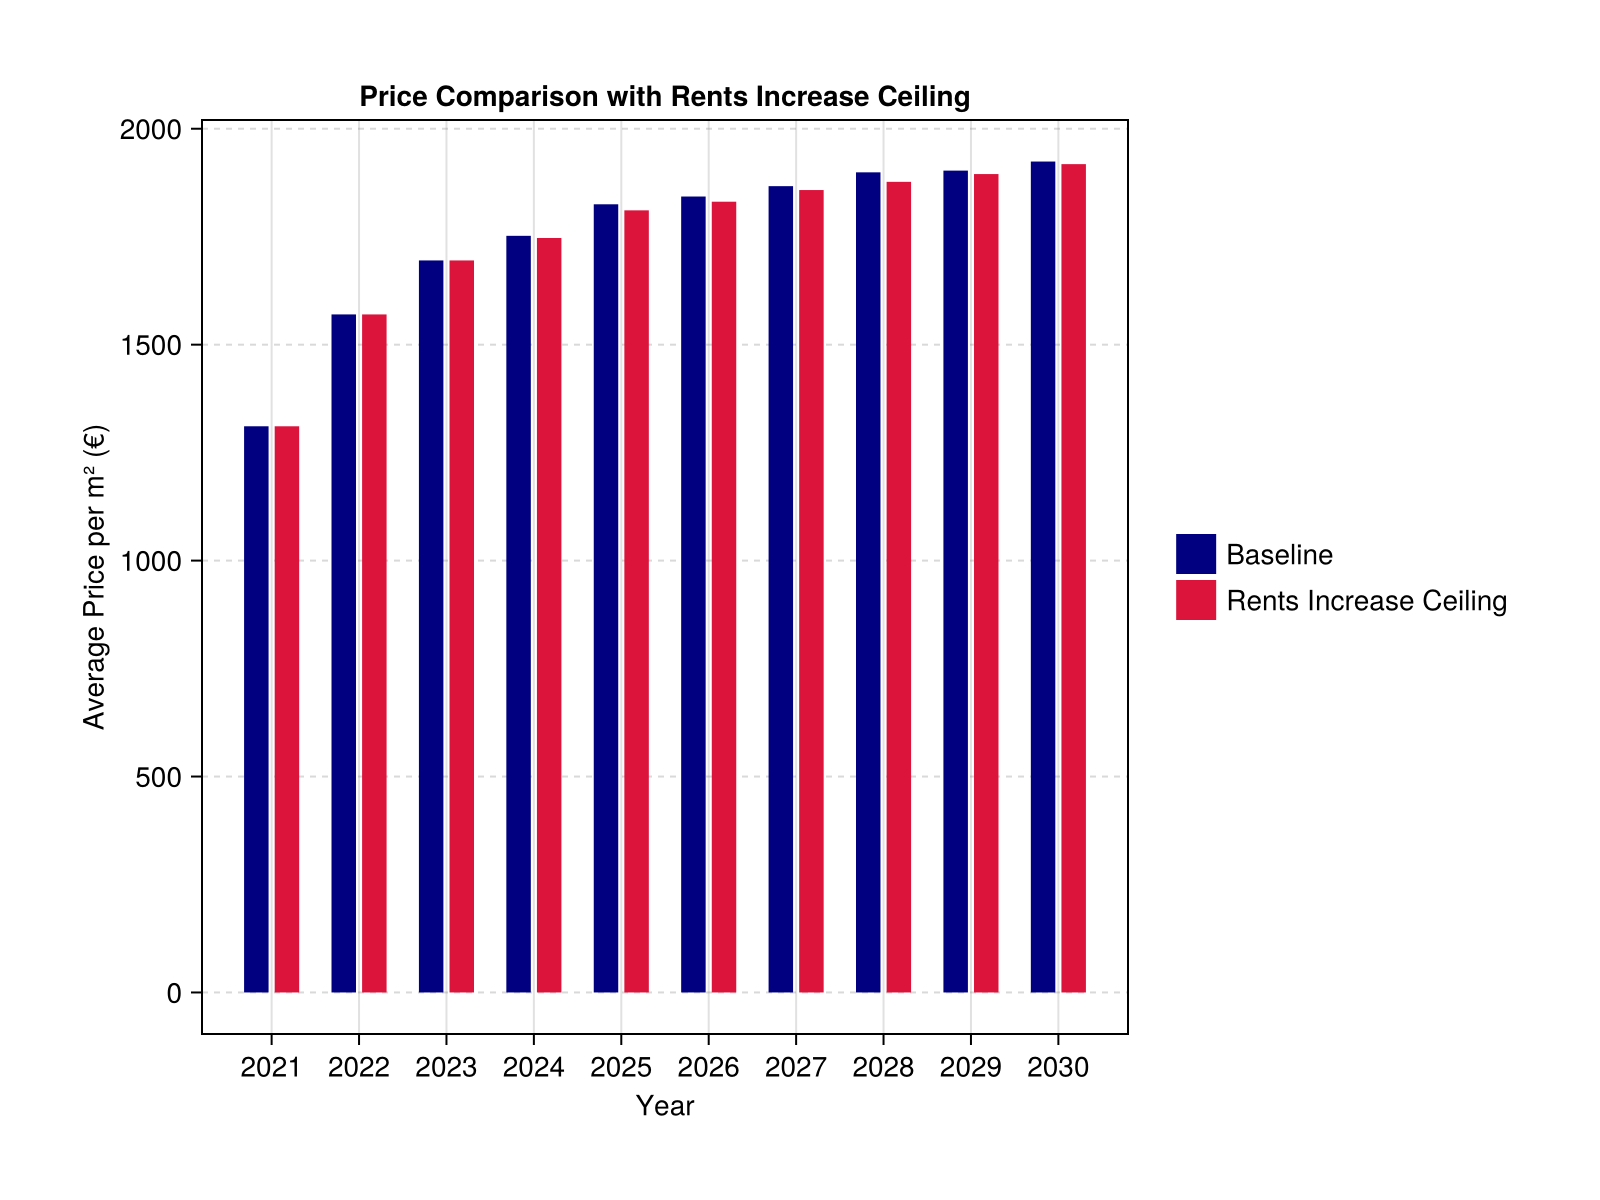 Price Comparison with Rents Increase Ceiling
2000
1500
1000
500
0
Average Price per m² (€)
2021 2022 2023 2024 2025 2026 2027 2028 2029 2030
Year
Baseline
Rents Increase Ceiling